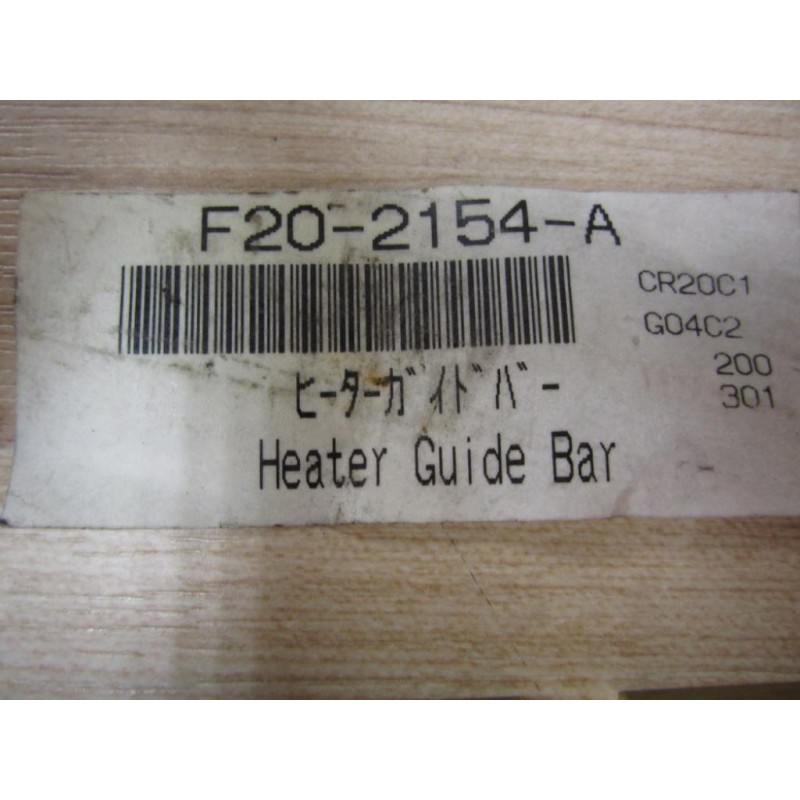 F20-2154-A
CR20C1
G04C2
200
301
ﾋｰﾀｰｶﾞｲﾄﾞﾊﾞｰ
Heater Guide Bar